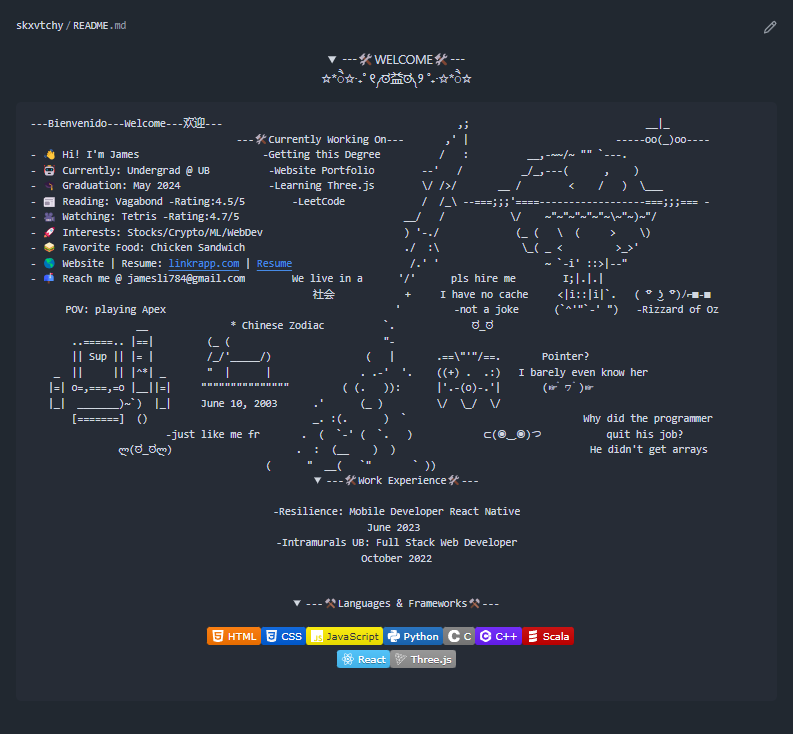 skxvtchy/README.md
▼ ---🛠WELCOME🛠---
---Bienvenido---Welcome---欢迎---
---🛠Currently Working On---
- 👋 Hi! I'm James -Getting this Degree
- Currently: Undergrad @ UB -Website Portfolio
- Graduation: May 2024 -Learning Three.js
- Reading: Vagabond -Rating:4.5/5 -LeetCode
- Watching: Tetris -Rating:4.7/5
- 🚀 Interests: Stocks/Crypto/ML/WebDev
- Favorite Food: Chicken Sandwich
- Website | Resume: linkrapp.com | Resume
- Reach me @ jamesli784@gmail.com We live in a pls hire me
社会 I have no cache
POV: playing Apex -not a joke -Rizzard of Oz
* Chinese Zodiac
Sup Pointer?
I barely even know her
June 10, 2003
Why did the programmer
-just like me fr quit his job?
He didn't get arrays
▼ ---🛠Work Experience🛠---
-Resilience: Mobile Developer React Native
June 2023
-Intramurals UB: Full Stack Web Developer
October 2022
▼ ---⚒Languages & Frameworks⚒---
HTML CSS JavaScript Python C C++ Scala
React Three.js